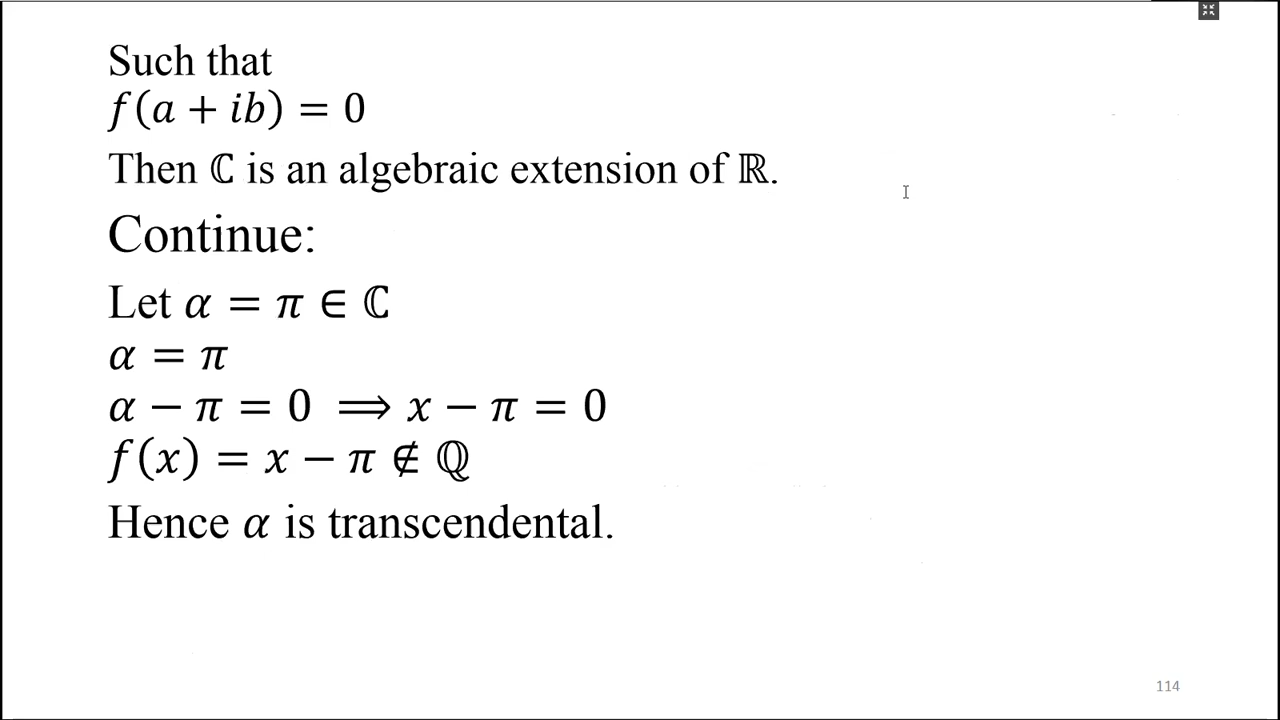 Such that
f(a + ib) = 0
Then ℂ is an algebraic extension of ℝ.
Continue:
Let α = π ∈ ℂ
α = π
α − π = 0 ⟹ x − π = 0
f(x) = x − π ∉ ℚ
Hence α is transcendental.
114